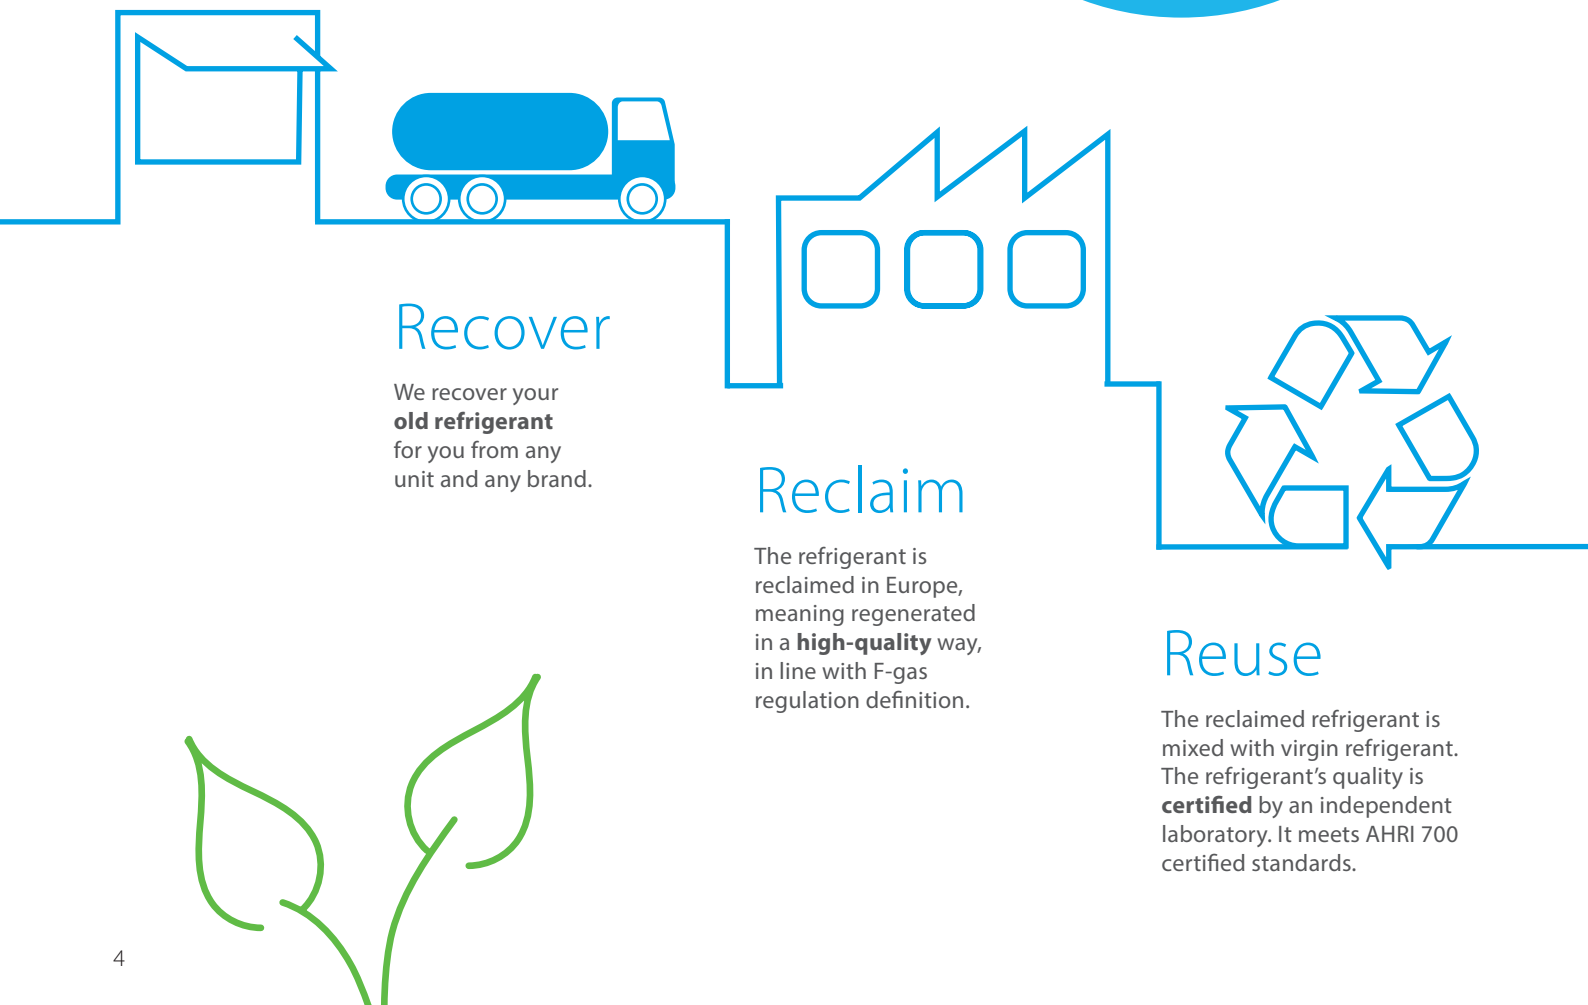 Recover
We recover your
old refrigerant
for you from any
unit and any brand.
Reclaim
The refrigerant is
reclaimed in Europe,
meaning regenerated
in a high-quality way,
in line with F-gas
regulation definition.
Reuse
The reclaimed refrigerant is
mixed with virgin refrigerant.
The refrigerant’s quality is
certified by an independent
laboratory. It meets AHRI 700
certified standards.
4